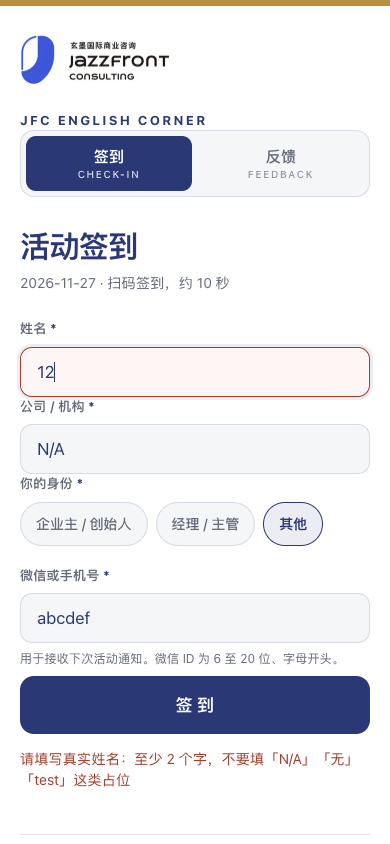 玄墨国际商业咨询
JAZZFRONT
CONSULTING
JFC ENGLISH CORNER
签到
CHECK-IN
反馈
FEEDBACK
活动签到
2026-11-27 · 扫码签到，约 10 秒
姓名 *
12
公司 / 机构 *
N/A
你的身份 *
企业主 / 创始人
经理 / 主管
其他
微信或手机号 *
abcdef
用于接收下次活动通知。微信 ID 为 6 至 20 位、字母开头。
签 到
请填写真实姓名：至少 2 个字，不要填「N/A」「无」
「test」这类占位